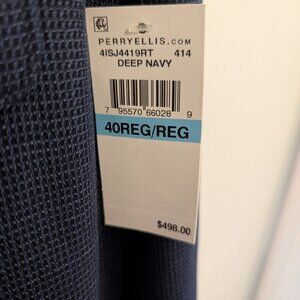 PERRYELLIS.COM
4ISJ4419RT 414
DEEP NAVY
7 95570 66028 9
40REG/REG
$498.00